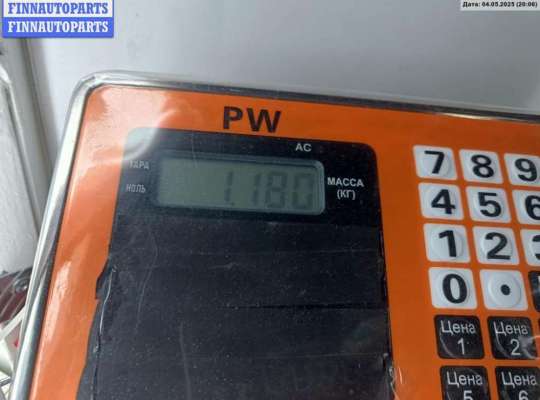 FINNAUTOPARTS
FINNAUTOPARTS
Дата: 04.05.2025 (20:06)
PW
AC
ТАРА
НОЛЬ
1.180
МАССА
(КГ)
7 8 9
4 5 6
1 2 3
0 •
Цена 1
Цена 2
Цена 5
Цена 6